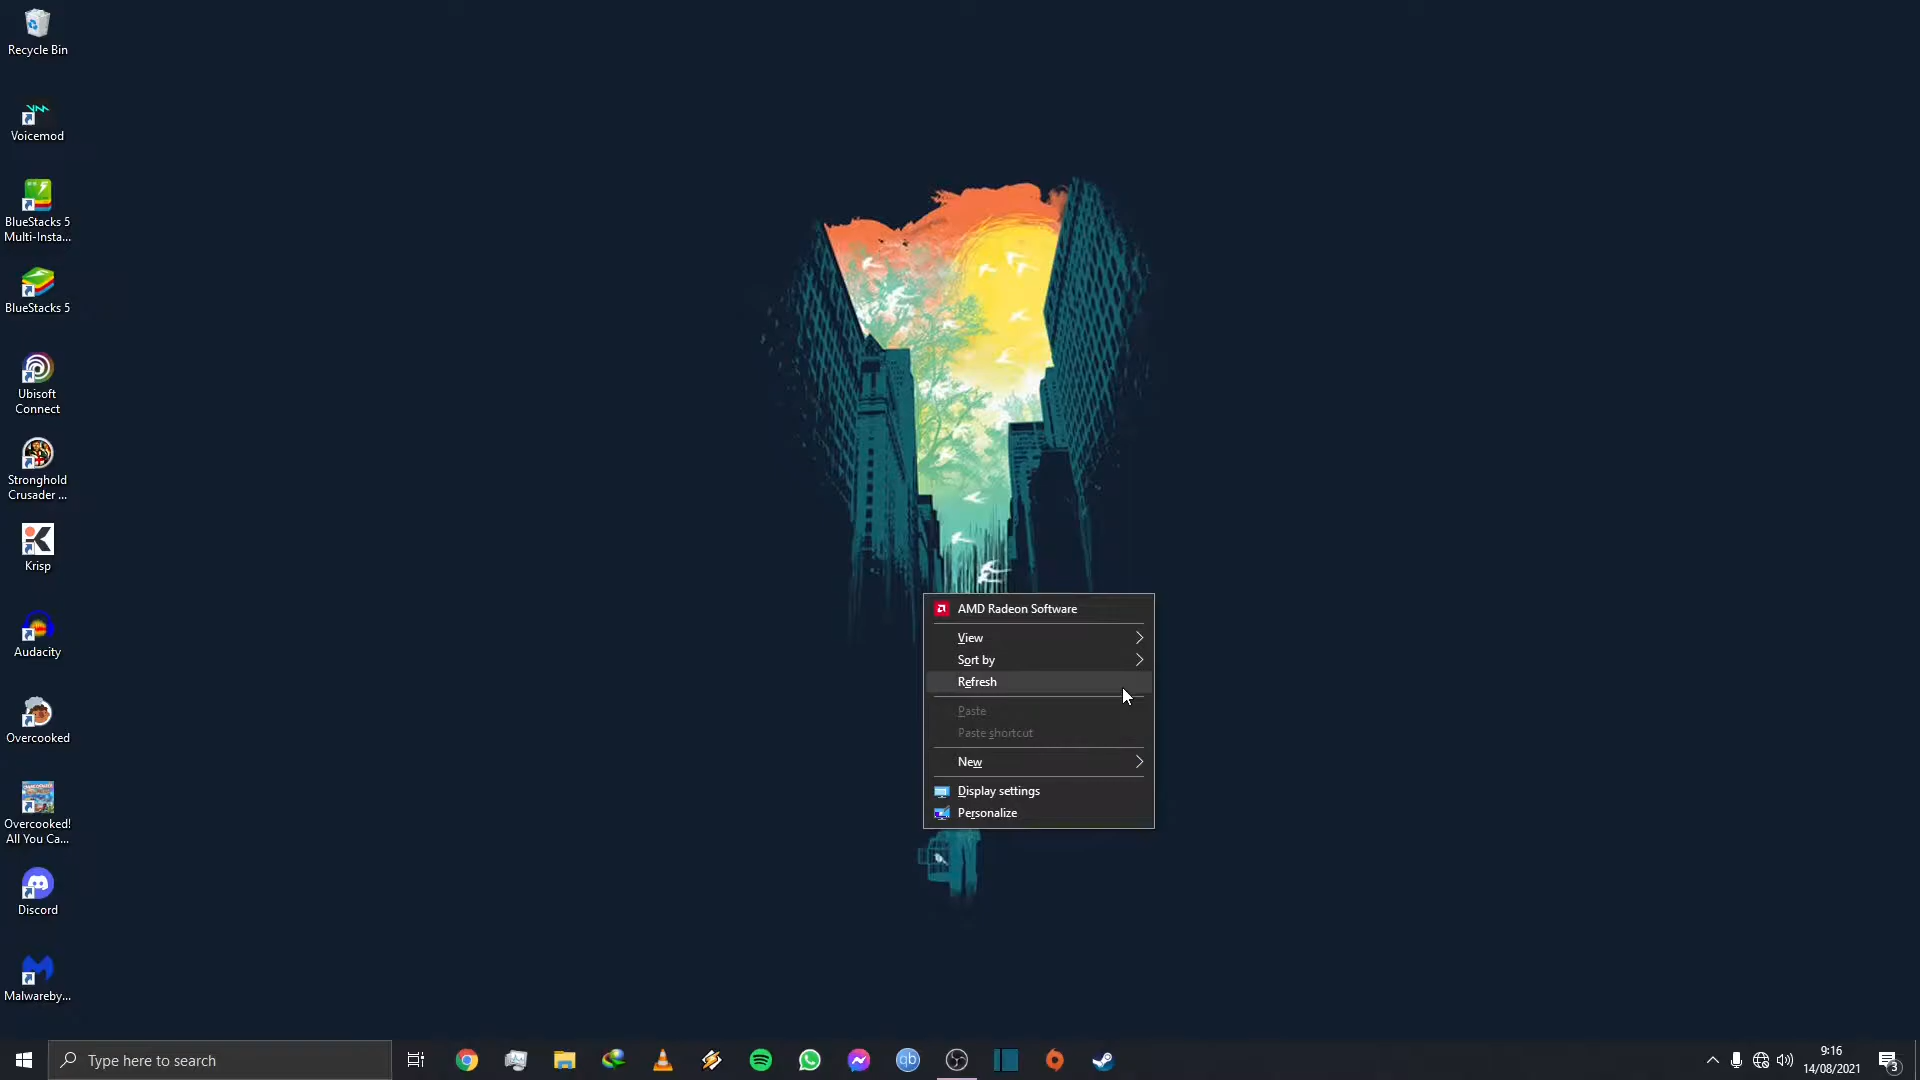 Recycle Bin
Voicemod
BlueStacks 5
Multi-Insta...
BlueStacks 5
Ubisoft
Connect
Stronghold
Crusader ...
Krisp
Audacity
Overcooked
Overcooked!
All You Ca...
Discord
Malwareby...
AMD Radeon Software
View
Sort by
Refresh
Paste
Paste shortcut
New
Display settings
Personalize
Type here to search
qb
9:16
14/08/2021
3